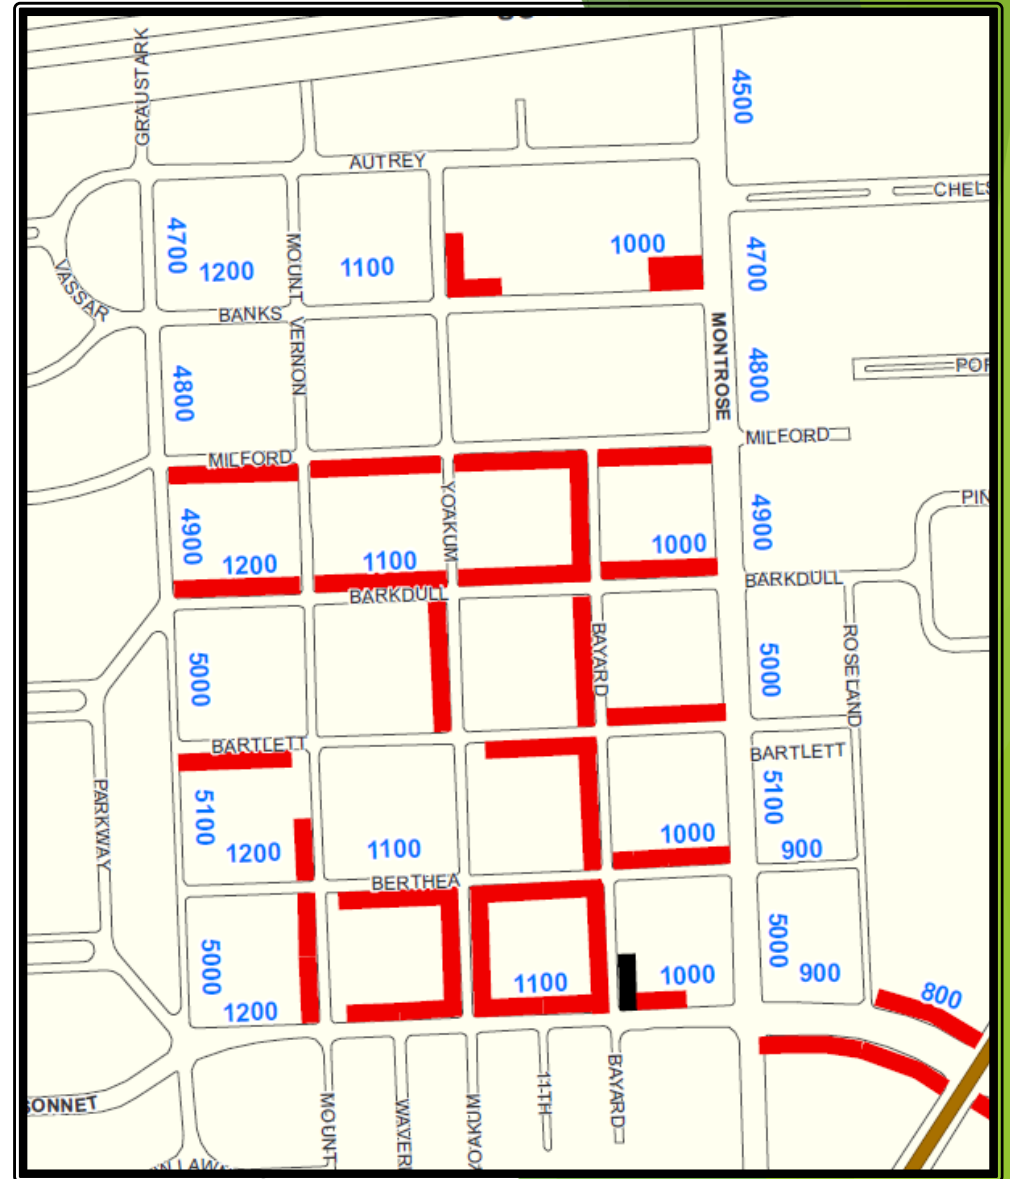 GRAUSTARK
4500
AUTREY
CHELS
4700
1200
MOUNT
1100
1000
4700
VASSAR
BANKS
VERNON
MONTROSE
4800
4800
POR
MILFORD
MILFORD
YOAKUM
PIN
4900
1200
1100
1000
4900
BARKDULL
BARKDULL
5000
BAYARD
5000
ROSELAND
BARTLETT
BARTLETT
PARKWAY
5100
1200
1100
1000
5100
900
BERTHEA
5000
1200
1100
1000
5000
900
800
SONNET
MOUNT
WAVER
YOAKUM
11TH
BAYARD
N LAW